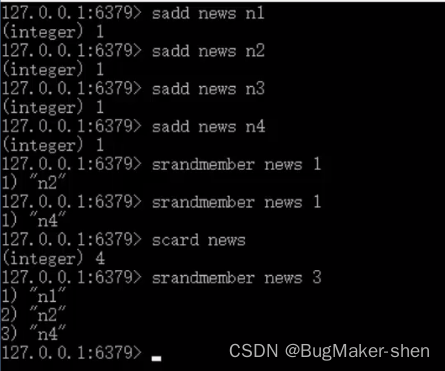 127.0.0.1:6379> sadd news n1
(integer) 1
127.0.0.1:6379> sadd news n2
(integer) 1
127.0.0.1:6379> sadd news n3
(integer) 1
127.0.0.1:6379> sadd news n4
(integer) 1
127.0.0.1:6379> srandmember news 1
1) "n2"
127.0.0.1:6379> srandmember news 1
1) "n4"
127.0.0.1:6379> scard news
(integer) 4
127.0.0.1:6379> srandmember news 3
1) "n1"
2) "n2"
3) "n4"
127.0.0.1:6379>
CSDN @BugMaker-shen